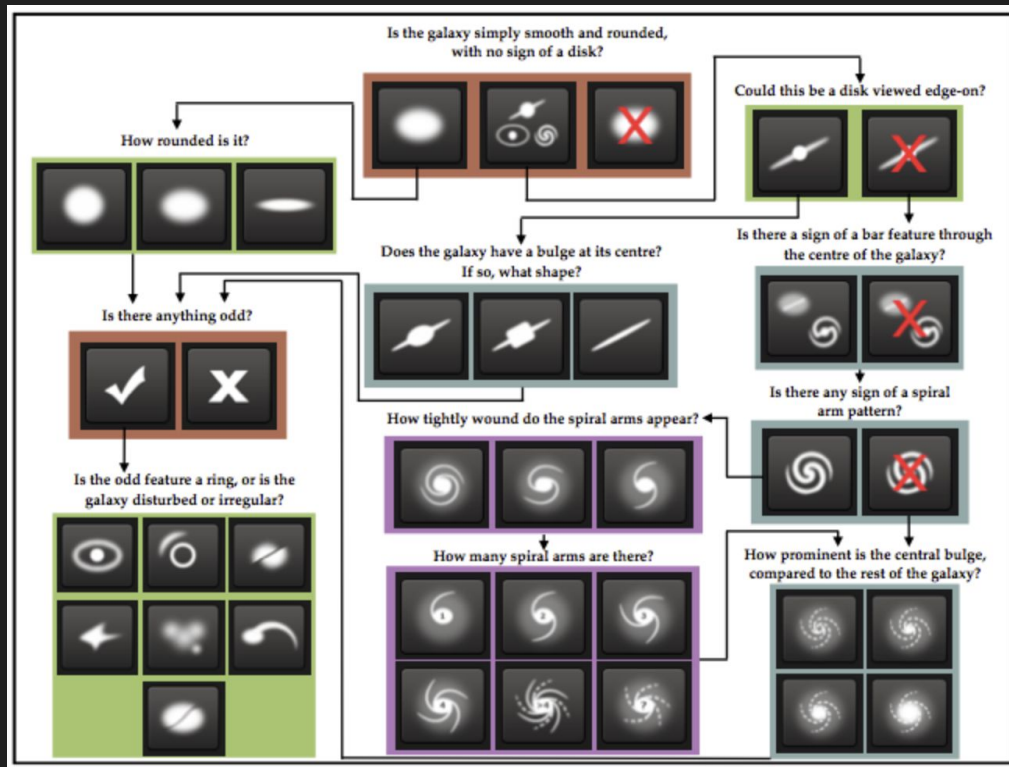 Is the galaxy simply smooth and rounded,
with no sign of a disk?
Could this be a disk viewed edge-on?
How rounded is it?
Does the galaxy have a bulge at its centre?
If so, what shape?
Is there a sign of a bar feature through
the centre of the galaxy?
Is there anything odd?
Is there any sign of a spiral
arm pattern?
How tightly wound do the spiral arms appear?
Is the odd feature a ring, or is the
galaxy disturbed or irregular?
How many spiral arms are there?
1
2
3
4
?
How prominent is the central bulge,
compared to the rest of the galaxy?